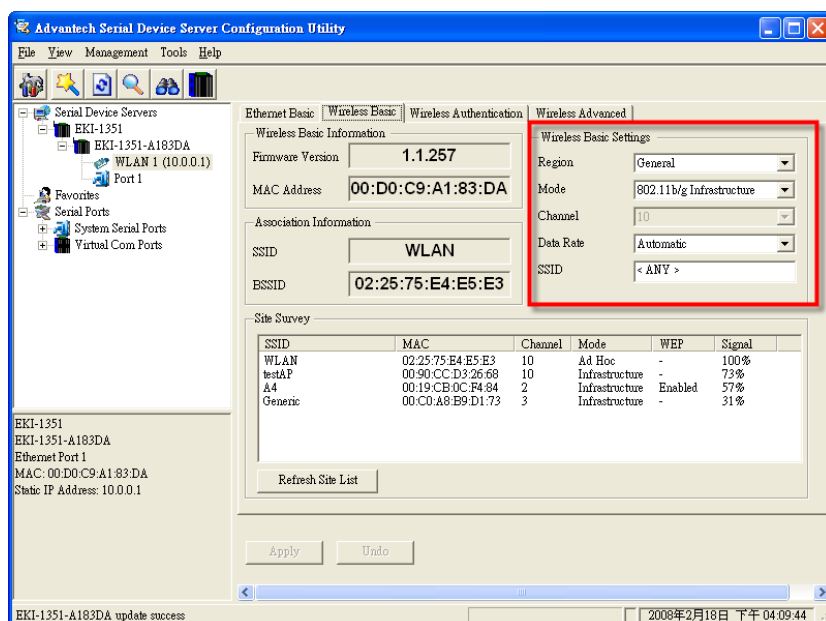 Advantech Serial Device Server Configuration Utility
File View Management Tools Help
Serial Device Servers
EKI-1351
EKI-1351-A183DA
WLAN 1 (10.0.0.1)
Port 1
Favorites
Serial Ports
System Serial Ports
Virtual Com Ports
EKI-1351
EKI-1351-A183DA
Ethernet Port 1
MAC: 00:D0:C9:A1:83:DA
Static IP Address: 10.0.0.1
Ethernet Basic Wireless Basic Wireless Authentication Wireless Advanced
Wireless Basic Information
Firmware Version 1.1.257
MAC Address 00:D0:C9:A1:83:DA
Association Information
SSID WLAN
BSSID 02:25:75:E4:E5:E3
Wireless Basic Settings
Region General
Mode 802.11b/g Infrastructure
Channel 10
Data Rate Automatic
SSID < ANY >
Site Survey
SSID MAC Channel Mode WEP Signal
WLAN 02:25:75:E4:E5:E3 10 Ad Hoc - 100%
testAP 00:90:CC:D3:26:68 10 Infrastructure - 73%
A4 00:19:CB:0C:F4:84 2 Infrastructure Enabled 57%
Generic 00:C0:A8:B9:D1:73 3 Infrastructure - 31%
Refresh Site List
Apply Undo
EKI-1351-A183DA update success
2008年2月18日 下午 04:09:44